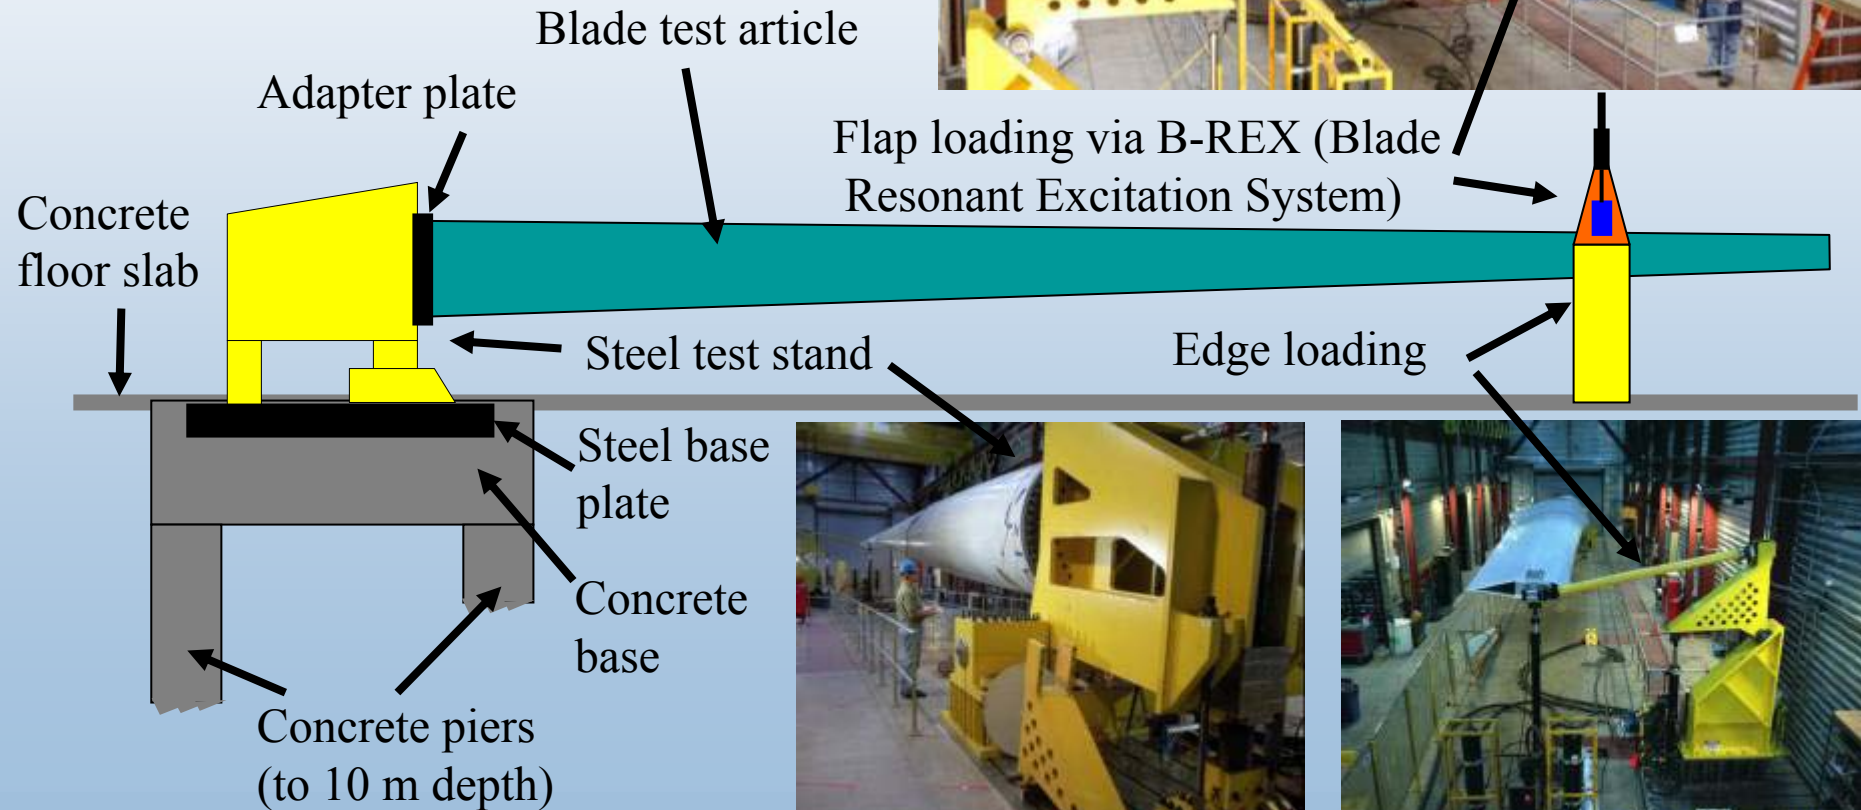 Blade test article
Adapter plate
Flap loading via B-REX (Blade
Resonant Excitation System)
Concrete
floor slab
Steel test stand
Edge loading
Steel base
plate
Concrete
base
Concrete piers
(to 10 m depth)